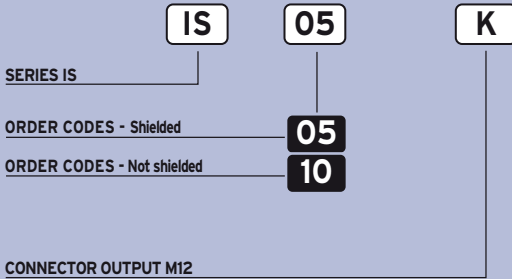 IS 05 K
SERIES IS
ORDER CODES - Shielded 05
ORDER CODES - Not shielded 10
CONNECTOR OUTPUT M12